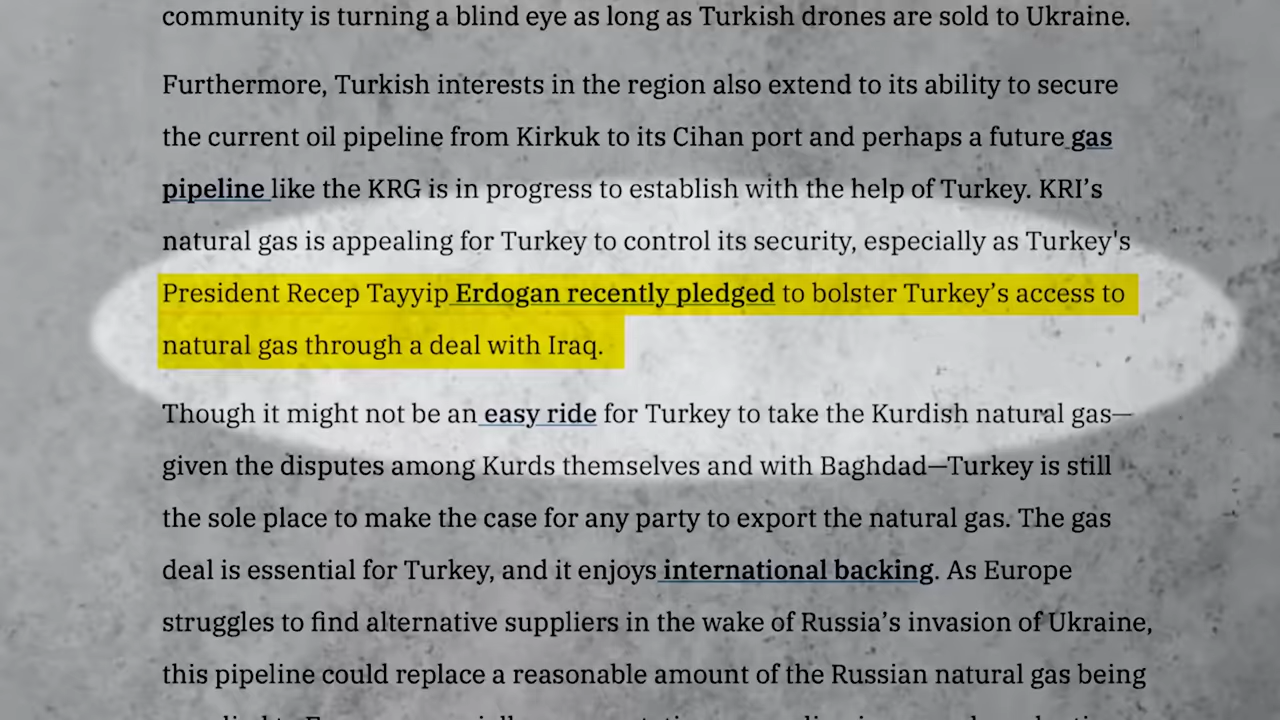 community is turning a blind eye as long as Turkish drones are sold to Ukraine.
Furthermore, Turkish interests in the region also extend to its ability to secure
the current oil pipeline from Kirkuk to its Cihan port and perhaps a future gas
pipeline like the KRG is in progress to establish with the help of Turkey. KRI’s
natural gas is appealing for Turkey to control its security, especially as Turkey's
President Recep Tayyip Erdogan recently pledged to bolster Turkey’s access to
natural gas through a deal with Iraq.
Though it might not be an easy ride for Turkey to take the Kurdish natural gas—
given the disputes among Kurds themselves and with Baghdad—Turkey is still
the sole place to make the case for any party to export the natural gas. The gas
deal is essential for Turkey, and it enjoys international backing. As Europe
struggles to find alternative suppliers in the wake of Russia’s invasion of Ukraine,
this pipeline could replace a reasonable amount of the Russian natural gas being